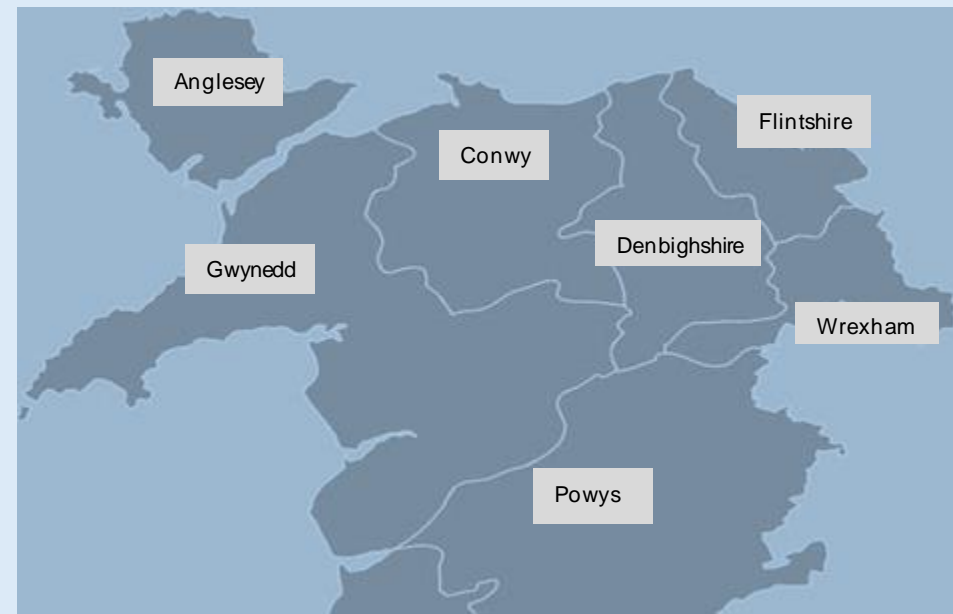 Anglesey
Flintshire
Conwy
Denbighshire
Gwynedd
Wrexham
Powys